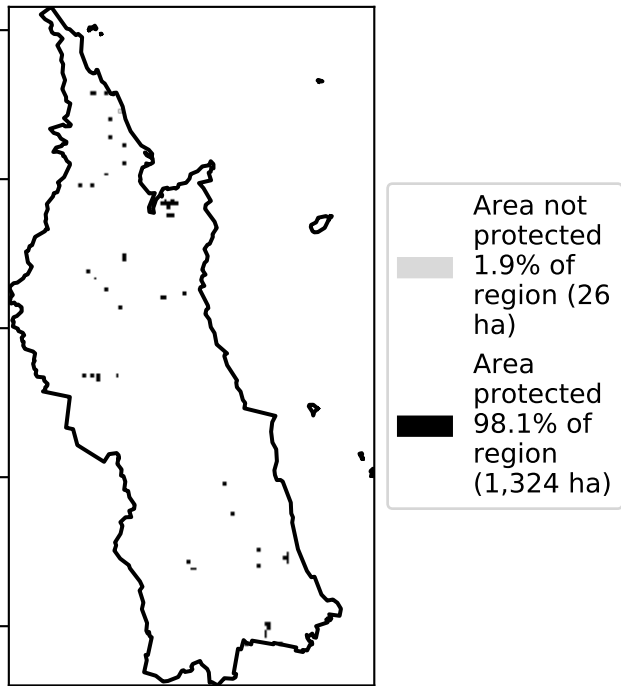 Area not
protected
1.9% of
region (26
ha)
Area
protected
98.1% of
region
(1,324 ha)